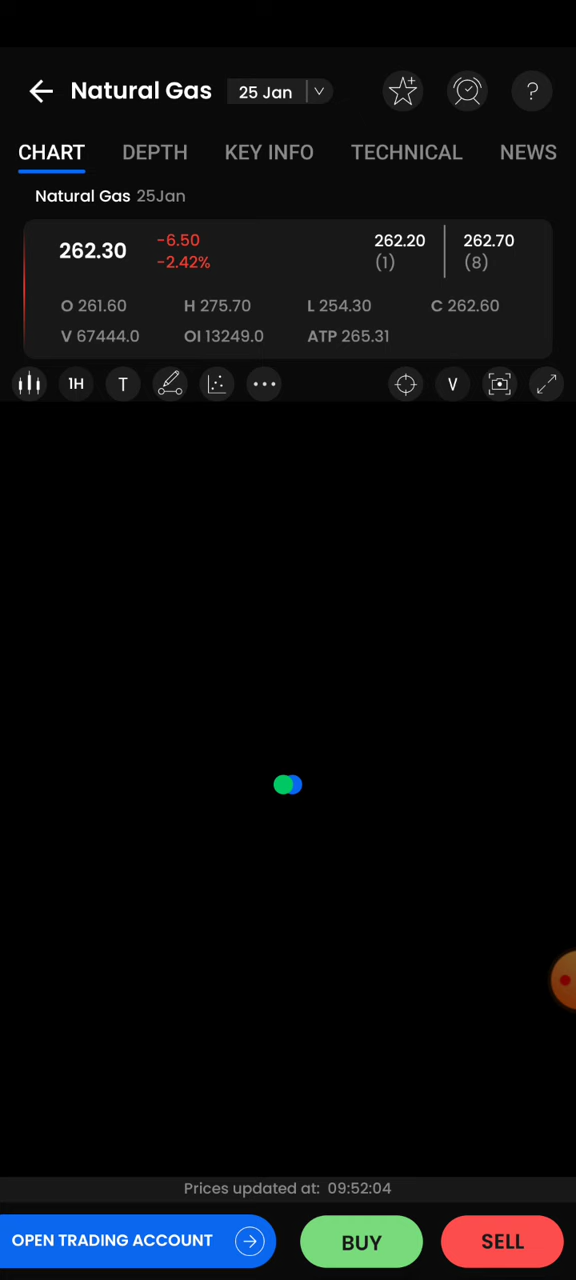 Natural Gas 25 Jan ?
CHART DEPTH KEY INFO TECHNICAL NEWS
Natural Gas 25Jan
262.30 -6.50 262.20 262.70
-2.42% (1) (8)
O 261.60 H 275.70 L 254.30 C 262.60
V 67444.0 OI 13249.0 ATP 265.31
1H T V
Prices updated at: 09:52:04
OPEN TRADING ACCOUNT BUY SELL